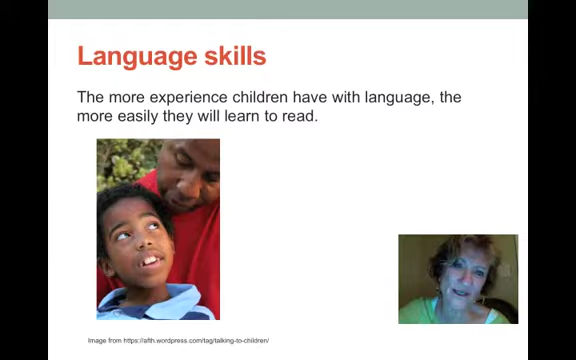 Language skills
The more experience children have with language, the
more easily they will learn to read.
Image from https://afih.wordpress.com/tag/talking-to-children/